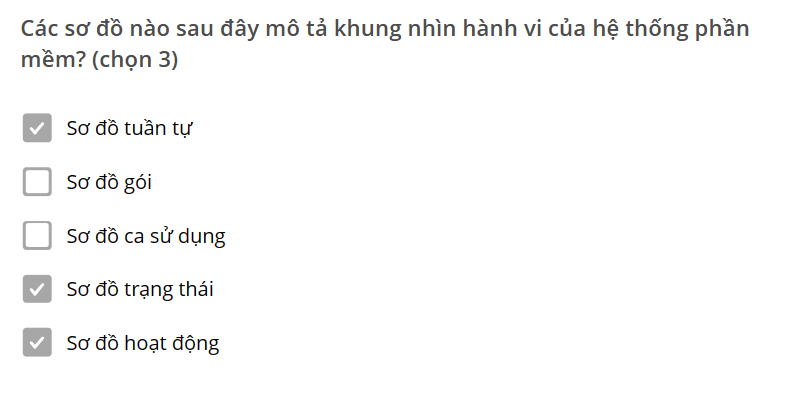 Các sơ đồ nào sau đây mô tả khung nhìn hành vi của hệ thống phần
mềm? (chọn 3)
Sơ đồ tuần tự
Sơ đồ gói
Sơ đồ ca sử dụng
Sơ đồ trạng thái
Sơ đồ hoạt động